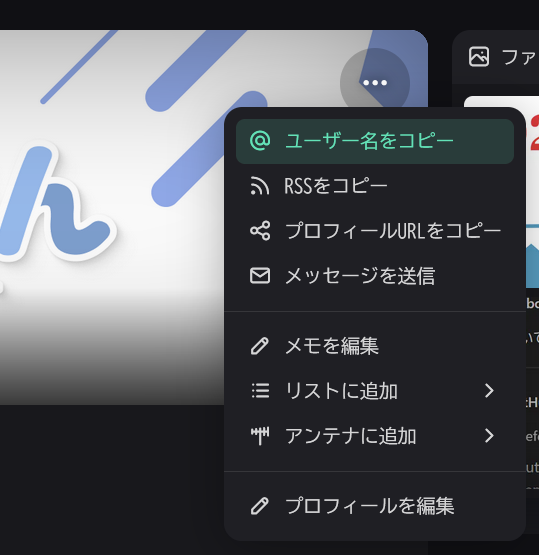 ん
ファ
ユーザー名をコピー
RSSをコピー
プロフィールURLをコピー
メッセージを送信
メモを編集
リストに追加
アンテナに追加
プロフィールを編集